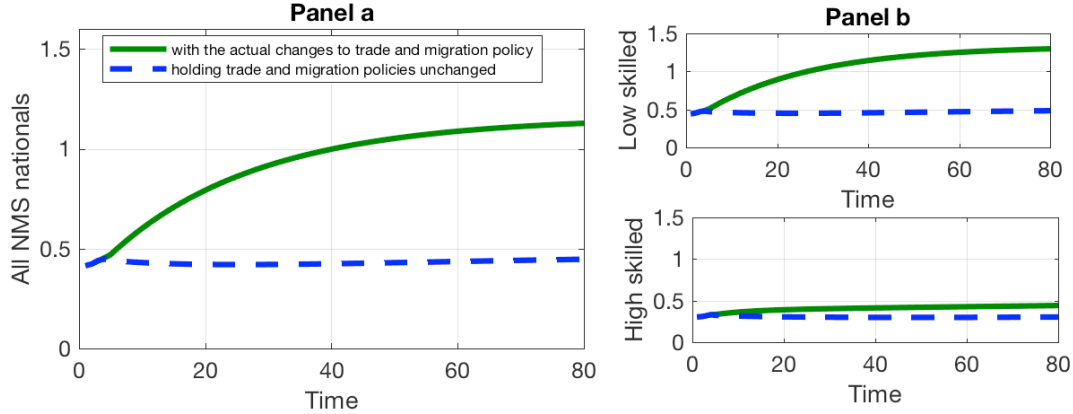 Panel a
with the actual changes to trade and migration policy
holding trade and migration policies unchanged
All NMS nationals
1.5
1
0.5
0
0
20
40
60
80
Time
Panel b
Low skilled
1.5
1
0.5
0
0
20
40
60
80
Time
High skilled
1.5
1
0.5
0
0
20
40
60
80
Time